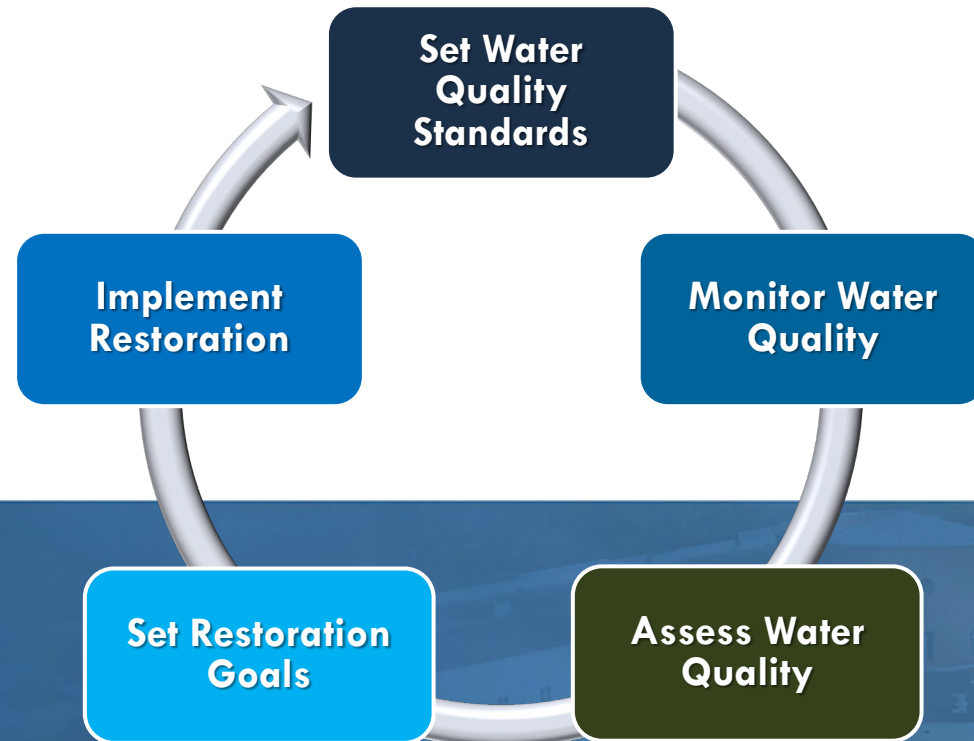 Set Water
Quality
Standards
Monitor Water
Quality
Assess Water
Quality
Set Restoration
Goals
Implement
Restoration